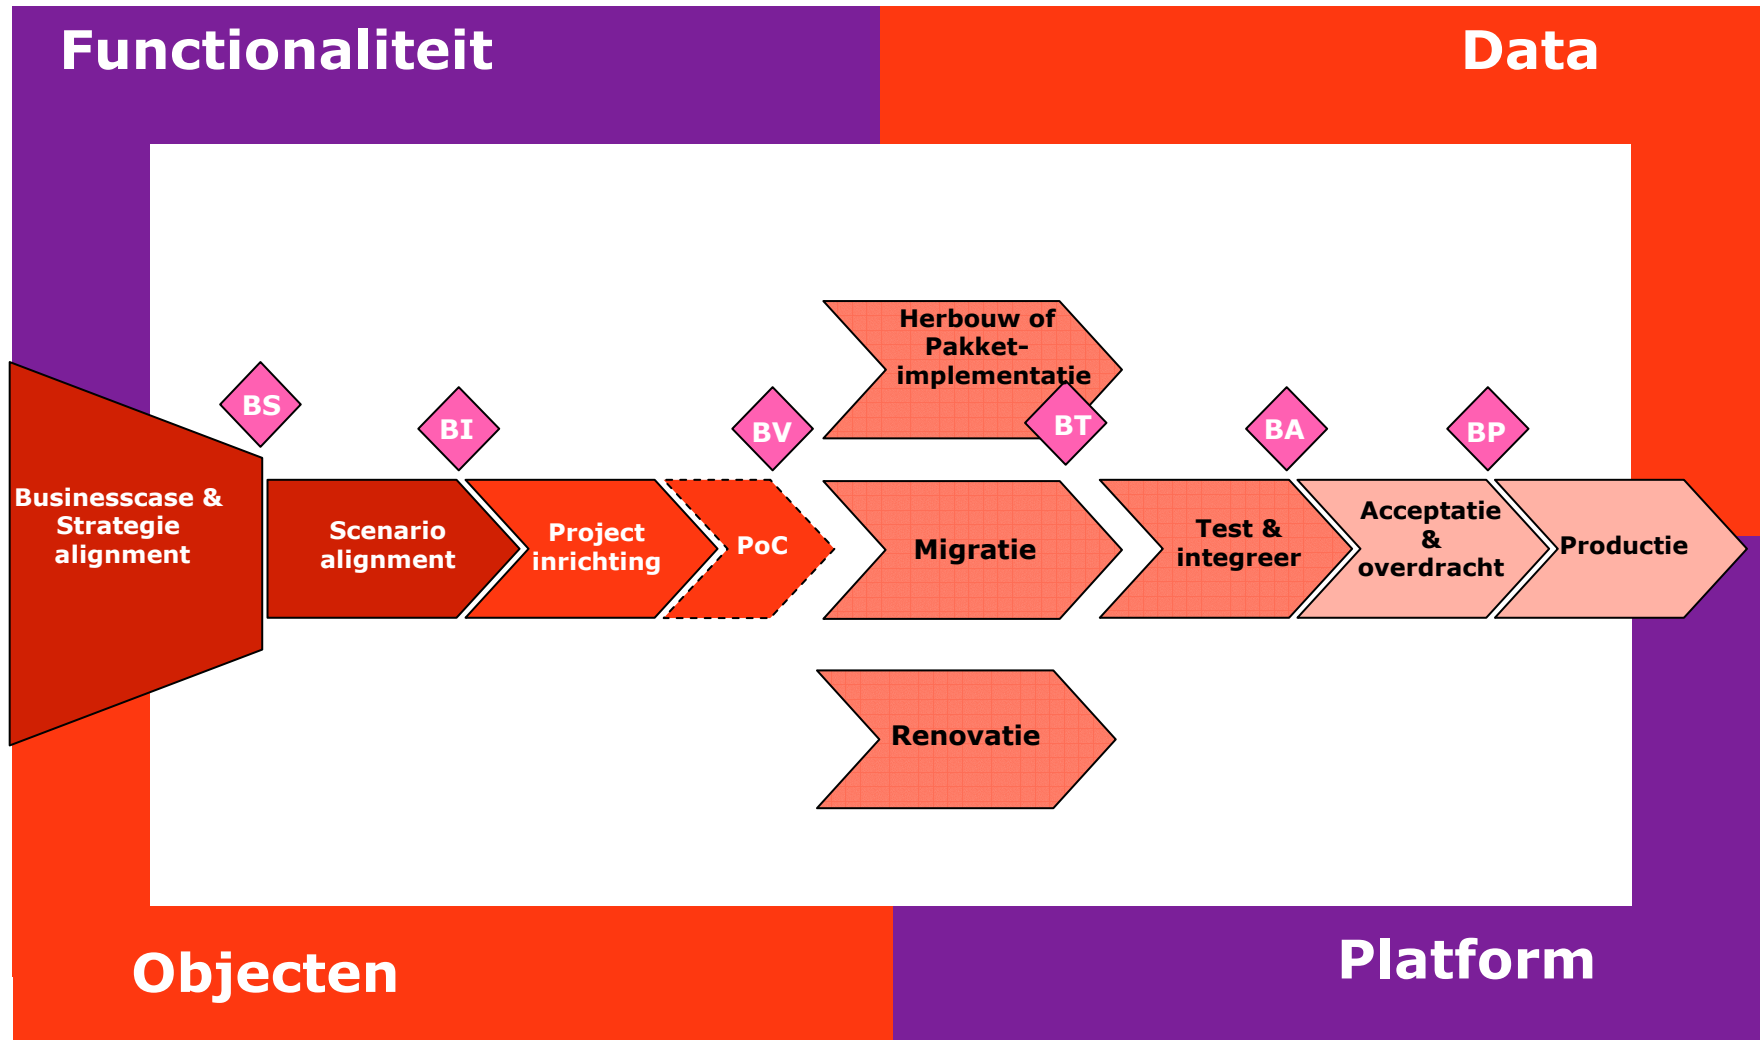 Functionaliteit
Data
Herbouw of
Pakket-
implementatie
BS
BI
BV
BT
BA
BP
Businesscase &
Strategie
alignment
Scenario
alignment
Project
inrichting
PoC
Migratie
Test &
integreer
Acceptatie
&
overdracht
Productie
Renovatie
Objecten
Platform